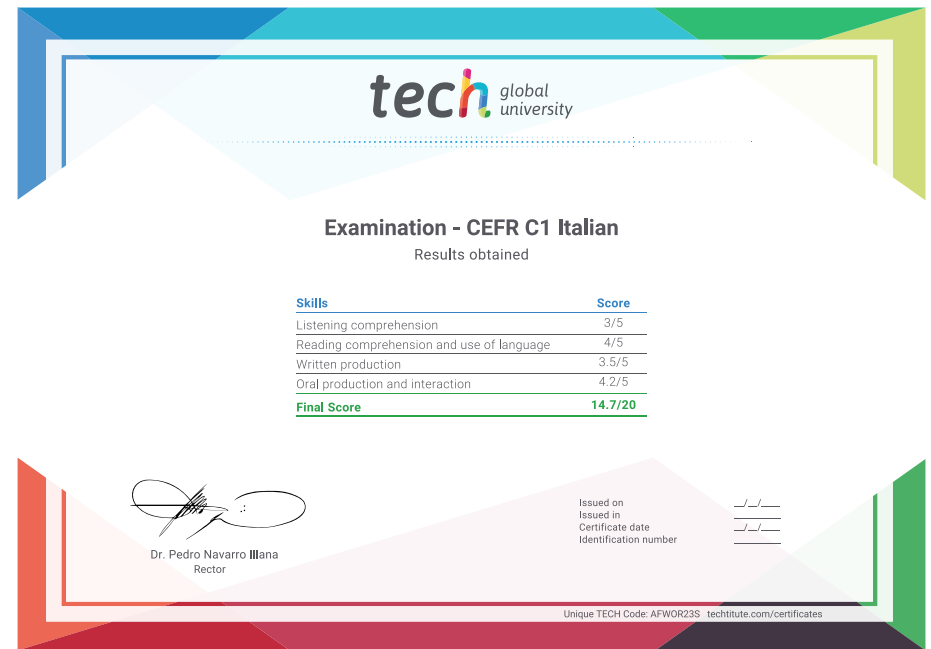 tech global
university
Examination - CEFR C1 Italian
Results obtained
Skills Score
Listening comprehension 3/5
Reading comprehension and use of language 4/5
Written production 3.5/5
Oral production and interaction 4.2/5
Final Score 14.7/20
Dr. Pedro Navarro Illana
Rector
Issued on __/__/____
Issued in ________
Certificate date __/__/____
Identification number ________
Unique TECH Code: AFWOR23S techtitute.com/certificates